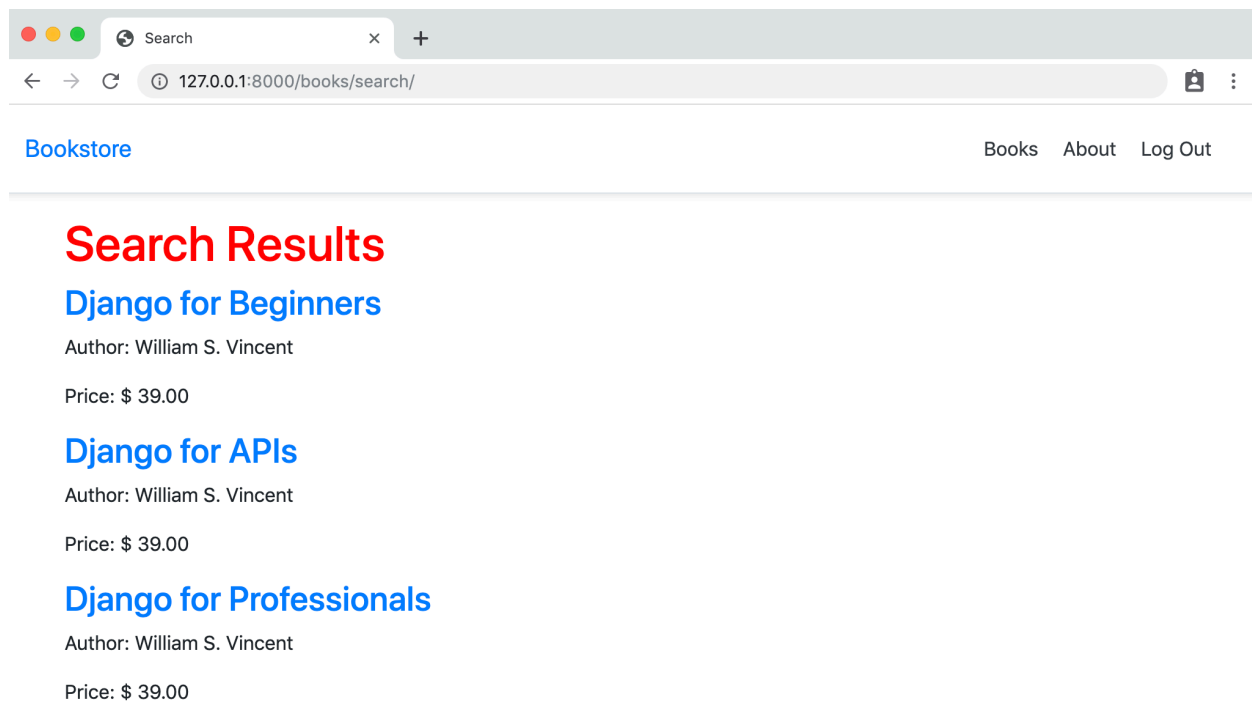 Search
127.0.0.1:8000/books/search/
Bookstore Books About Log Out
Search Results
Django for Beginners
Author: William S. Vincent
Price: $ 39.00
Django for APIs
Author: William S. Vincent
Price: $ 39.00
Django for Professionals
Author: William S. Vincent
Price: $ 39.00